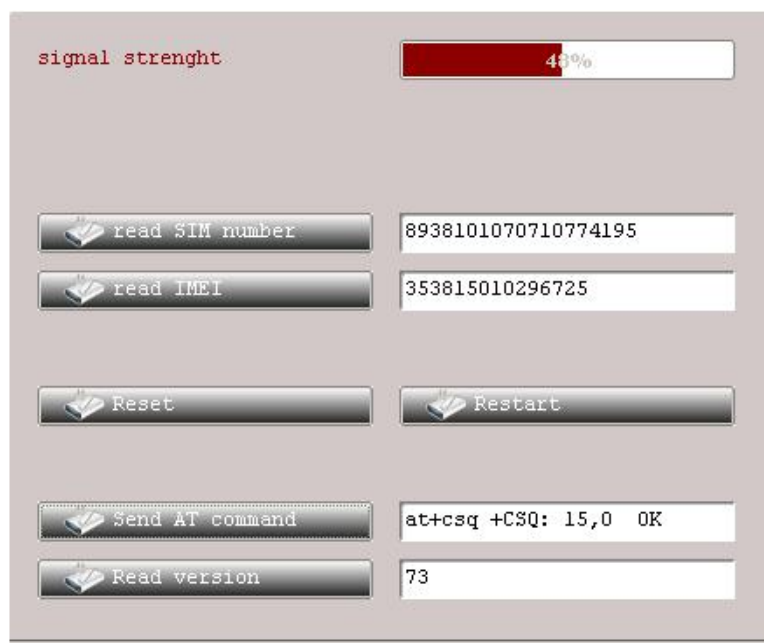 signal strenght 48%
read SIM number 8938101070710774195
read IMEI 353815010296725
Reset Restart
Send AT command at+csq +CSQ: 15,0 OK
Read version 73